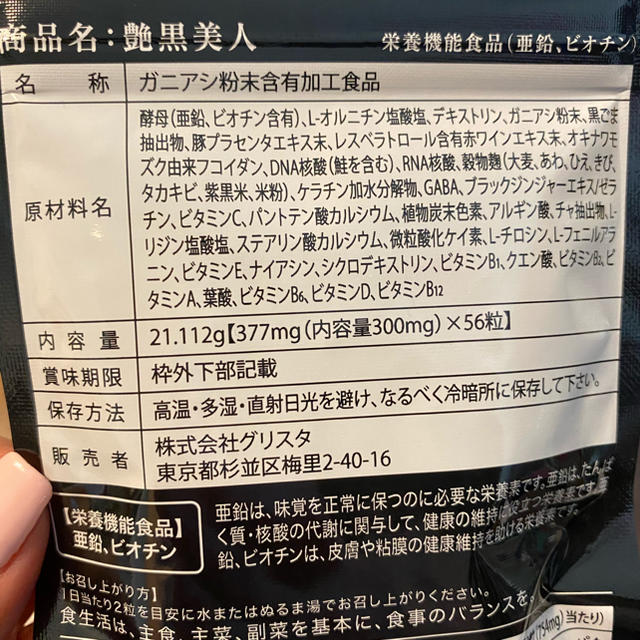 商品名：艶黒美人
栄養機能食品(亜鉛、ビオチン)
名称 ガニアシ粉末含有加工食品
原材料名
酵母(亜鉛、ビオチン含有)、L-オルニチン塩酸塩、デキストリン、ガニアシ粉末、黒ごま
抽出物、豚プラセンタエキス末、レスベラトロール含有赤ワインエキス末、オキナワモ
ズク由来フコイダン、DNA核酸(鮭を含む)、RNA核酸、穀物麹(大麦、あわ、ひえ、きび、
タカキビ、紫黒米、米粉)、ケラチン加水分解物、GABA、ブラックジンジャーエキス/ゼラ
チン、ビタミンC、パントテン酸カルシウム、植物炭末色素、アルギン酸、チャ抽出物、L-
リジン塩酸塩、ステアリン酸カルシウム、微粒酸化ケイ素、L-チロシン、L-フェニルアラ
ニン、ビタミンE、ナイアシン、シクロデキストリン、ビタミンB₁、クエン酸、ビタミンB₂、ビ
タミンA、葉酸、ビタミンB₆、ビタミンD、ビタミンB₁₂
内容量 21.112g【377mg(内容量300mg)×56粒】
賞味期限 枠外下部記載
保存方法 高温・多湿・直射日光を避け、なるべく冷暗所に保存して下さい。
販売者 株式会社グリスタ
東京都杉並区梅里2-40-16
【栄養機能食品】
亜鉛、ビオチン
亜鉛は、味覚を正常に保つのに必要な栄養素です。亜鉛は、たんぱ
く質・核酸の代謝に関与して、健康の維持に役立つ栄養素です。亜
鉛、ビオチンは、皮膚や粘膜の健康維持を助ける栄養素です。
【お召し上がり方】
1日当たり2粒を目安に水またはぬるま湯でお召し上がりください。
食生活は、主食、主菜、副菜を基本に、食事のバランスを。
(754mg)当たり)